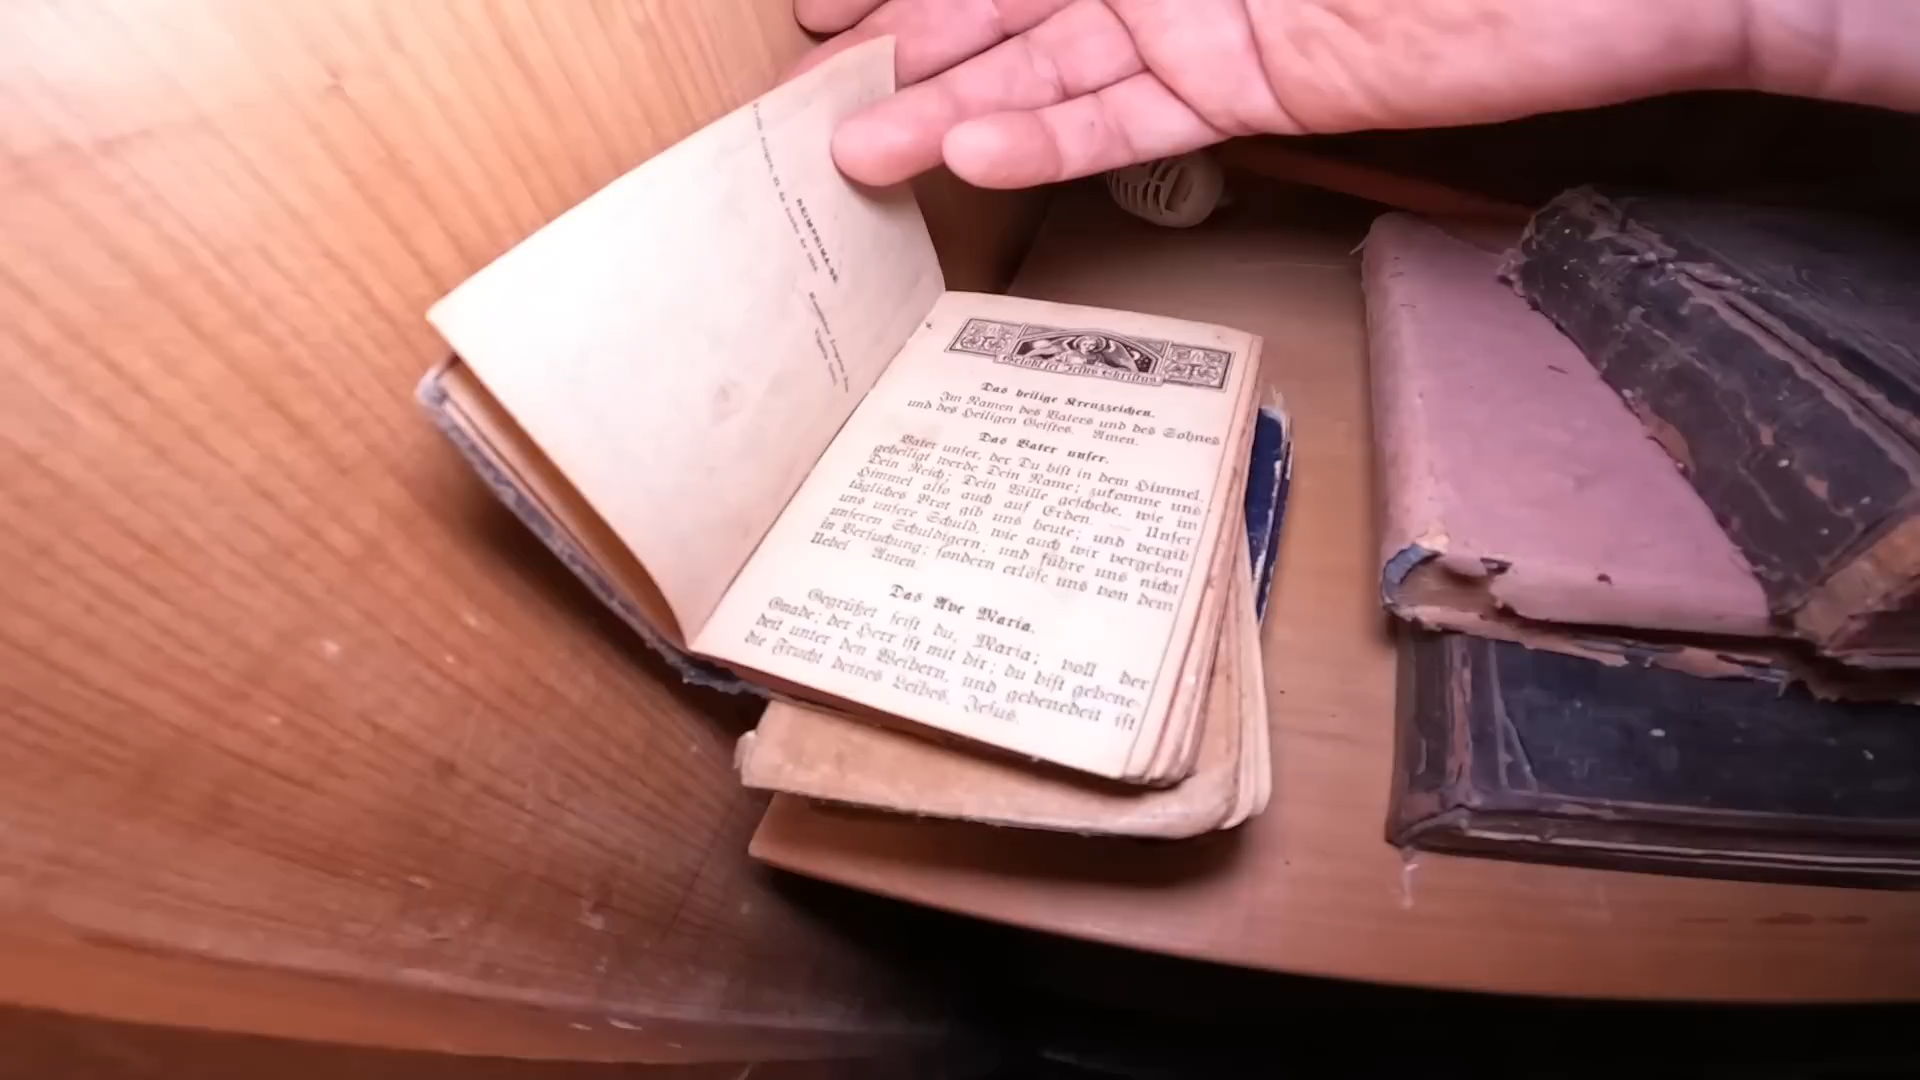 REIMPRIMA-SE
Gelobt sei Jesus Christus
Das heilige Kreuzzeichen.
Im Namen des Vaters und des Sohnes
und des Heiligen Geistes. Amen.
Das Vater unser.
Vater unser, der Du bist in dem Himmel,
geheiligt werde Dein Name; zukomme uns
Dein Reich; Dein Wille geschehe, wie im
Himmel also auch auf Erden. — Unser
tägliches Brot gib uns heute; und vergib
uns unsere Schuld, wie auch wir vergeben
unseren Schuldigern; und führe uns nicht
in Versuchung; sondern erlöse uns von dem
Uebel Amen.
Das Ave Maria.
Gegrüßet seist du, Maria; voll der
Gnade; der Herr ist mit dir; du bist gebene-
deit unter den Weibern, und gebenedeit ist
die Frucht deines Leibes, Jesus.